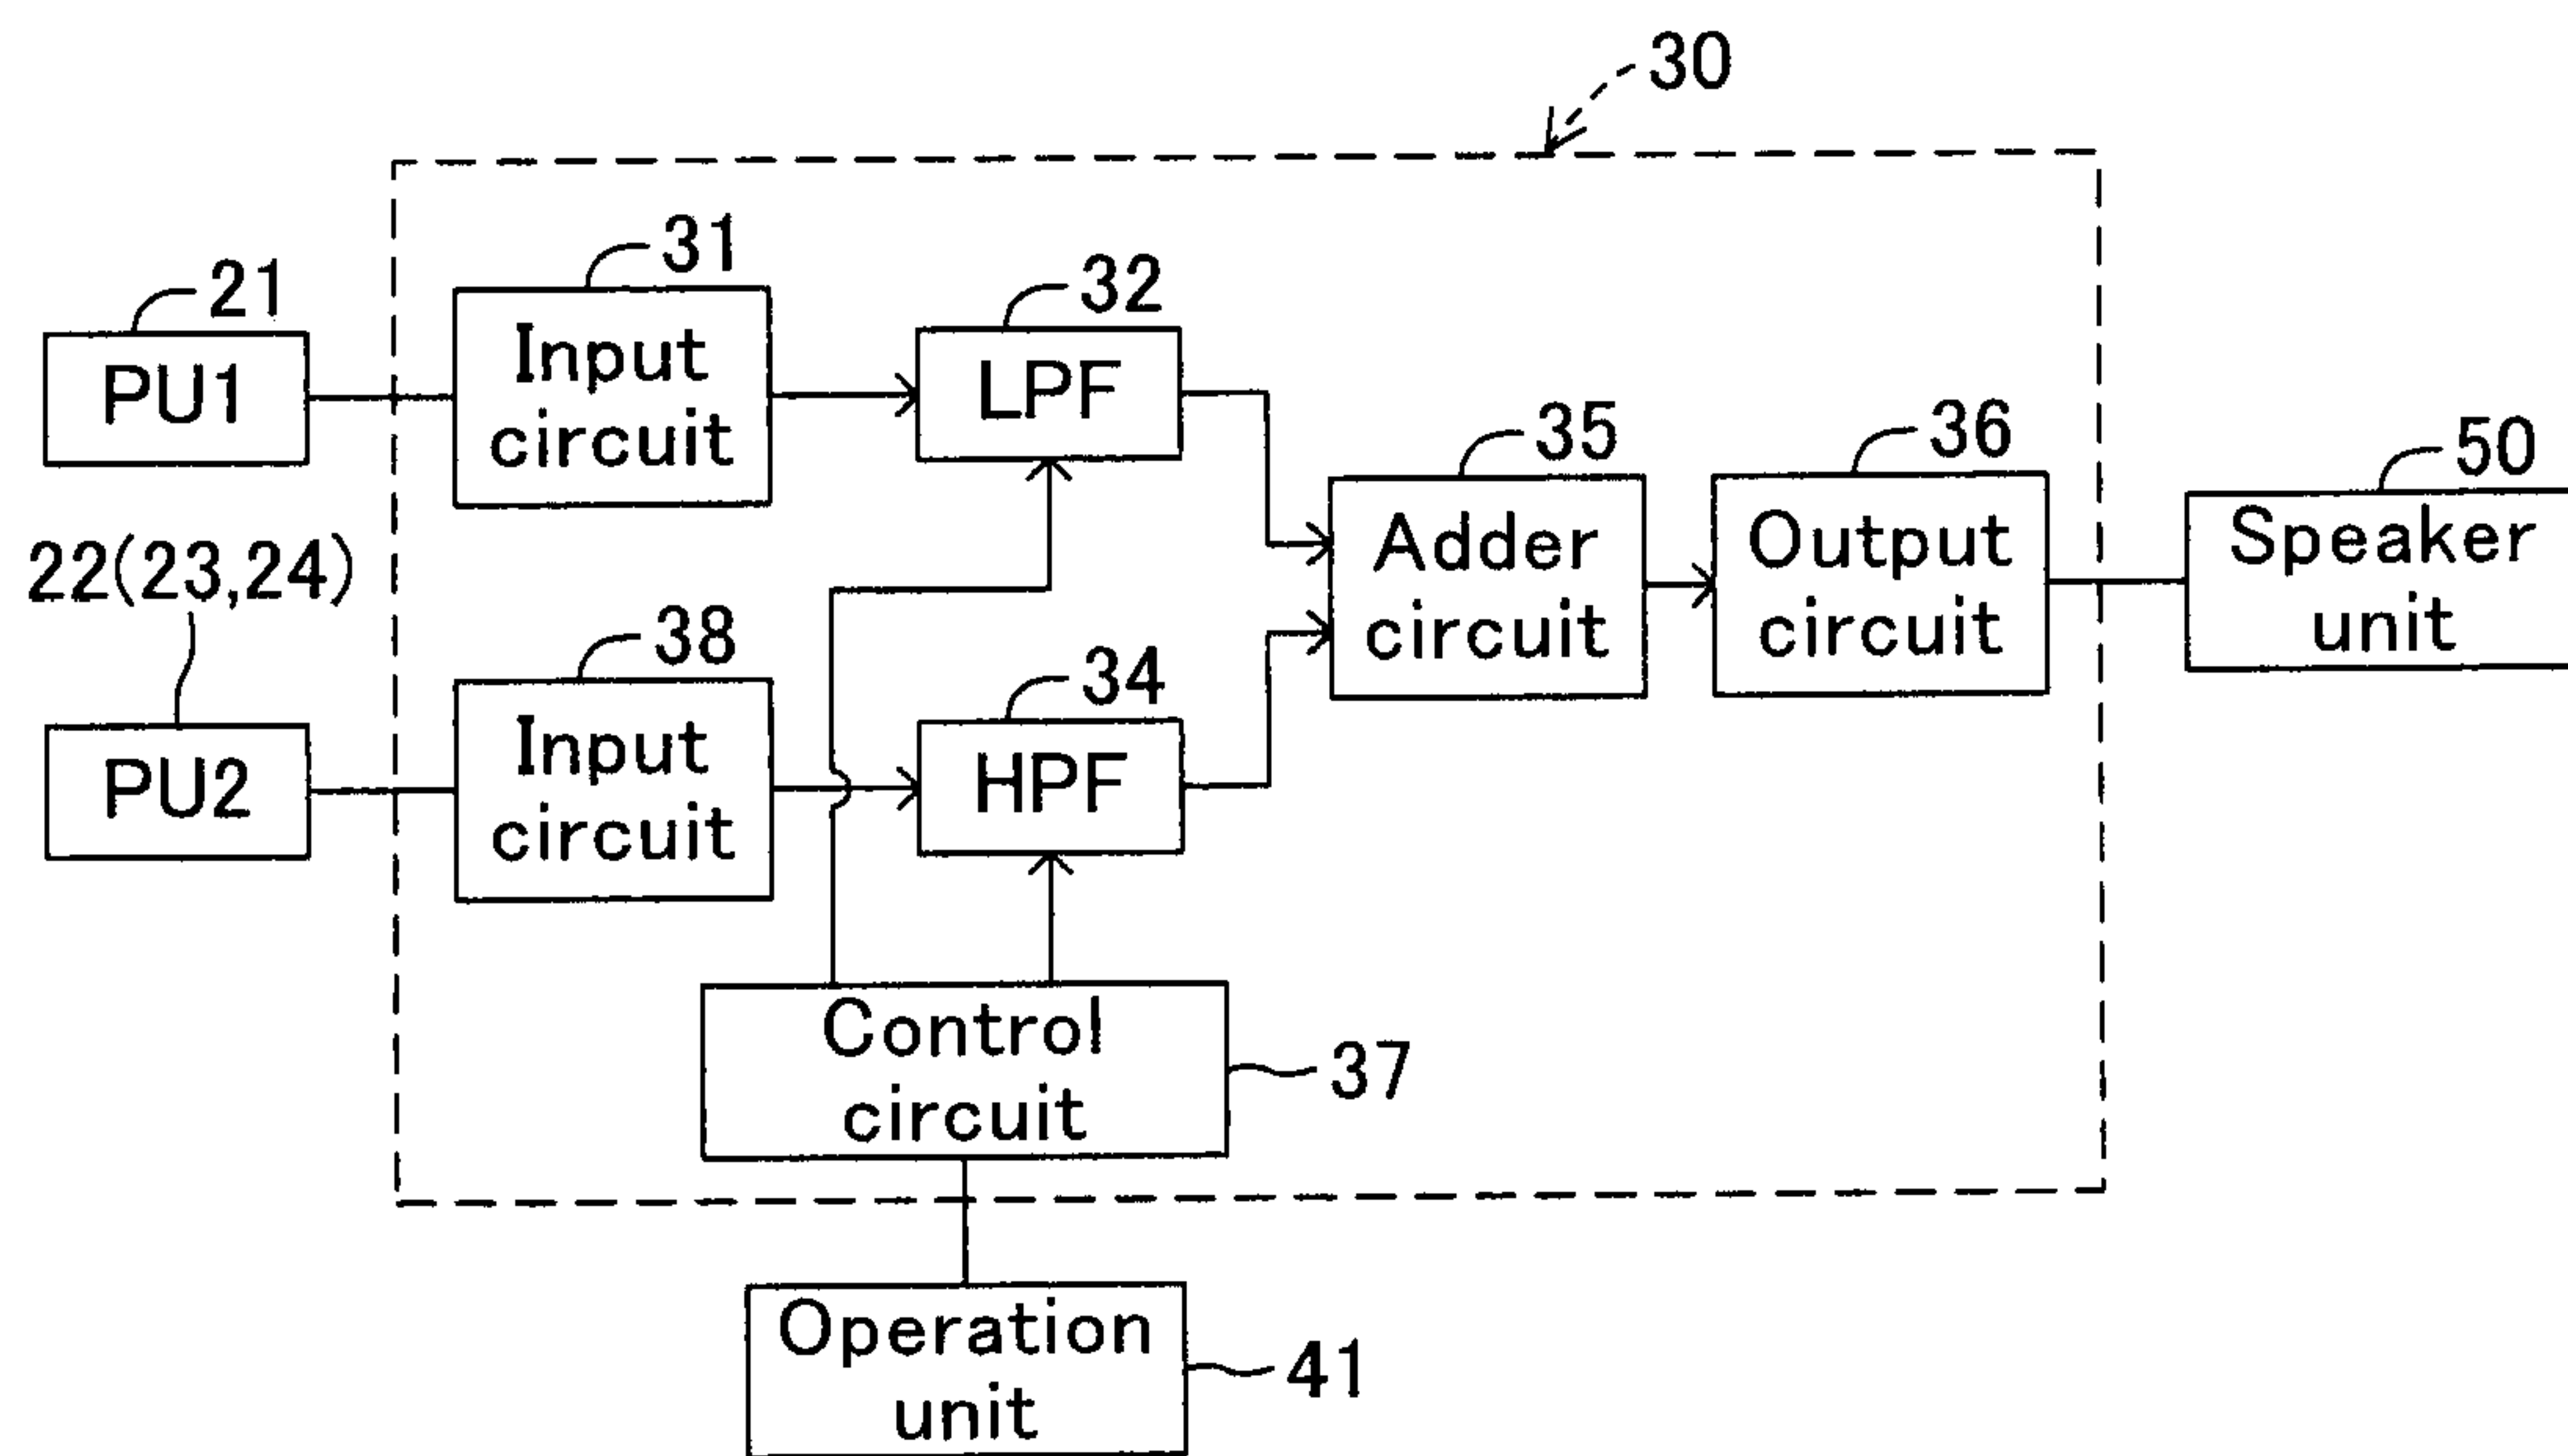 30
31
21
32
Input
circuit
PU1
LPF
35
36
50
22(23,24)
Adder
circuit
Output
circuit
Speaker
unit
38
34
Input
circuit
PU2
HPF
Control
circuit
37
Operation
unit
41